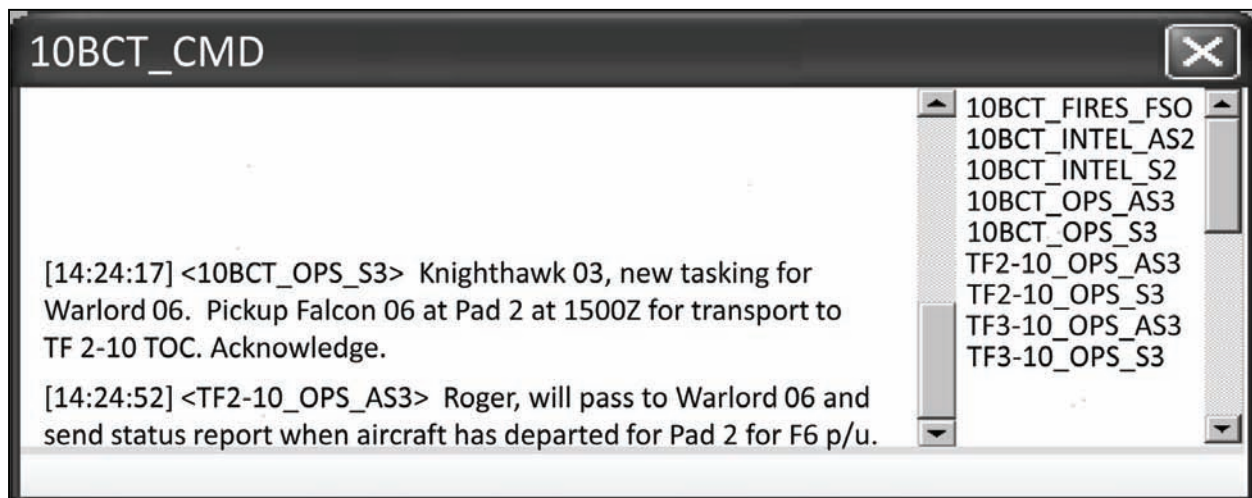 10BCT_CMD
[14:24:17] <10BCT_OPS_S3> Knighthawk 03, new tasking for
Warlord 06. Pickup Falcon 06 at Pad 2 at 1500Z for transport to
TF 2-10 TOC. Acknowledge.
[14:24:52] <TF2-10_OPS_AS3> Roger, will pass to Warlord 06 and
send status report when aircraft has departed for Pad 2 for F6 p/u.
10BCT_FIRES_FSO
10BCT_INTEL_AS2
10BCT_INTEL_S2
10BCT_OPS_AS3
10BCT_OPS_S3
TF2-10_OPS_AS3
TF2-10_OPS_S3
TF3-10_OPS_AS3
TF3-10_OPS_S3